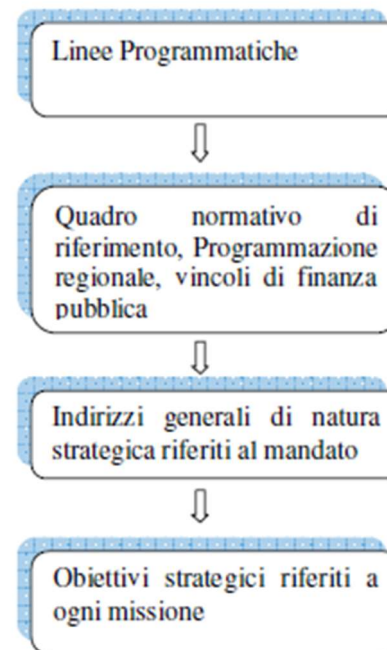 Linee Programmatiche
Quadro normativo di
riferimento, Programmazione
regionale, vincoli di finanza
pubblica
Indirizzi generali di natura
strategica riferiti al mandato
Obiettivi strategici riferiti a
ogni missione